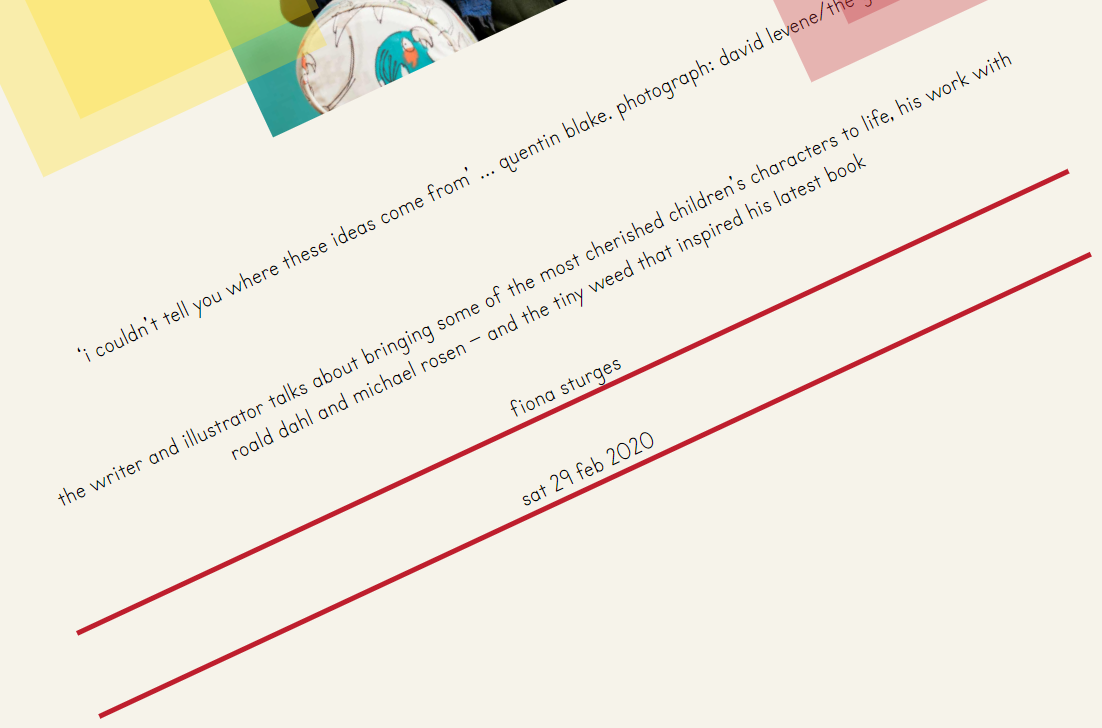 ‘i couldn't tell you where these ideas come from’ ... quentin blake. photograph: david levene/the
the writer and illustrator talks about bringing some of the most cherished children's characters to life, his work with
roald dahl and michael rosen – and the tiny weed that inspired his latest book
fiona sturges
sat 29 feb 2020